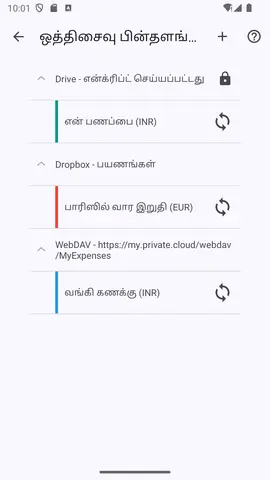 10:01
ஒத்திசைவு பின்தளங்...
Drive - என்க்ரிப்ட் செய்யப்பட்டது
என் பணப்பை (INR)
Dropbox - பயணங்கள்
பாரிஸில் வார இறுதி (EUR)
WebDAV - https://my.private.cloud/webdav
/MyExpenses
வங்கி கணக்கு (INR)